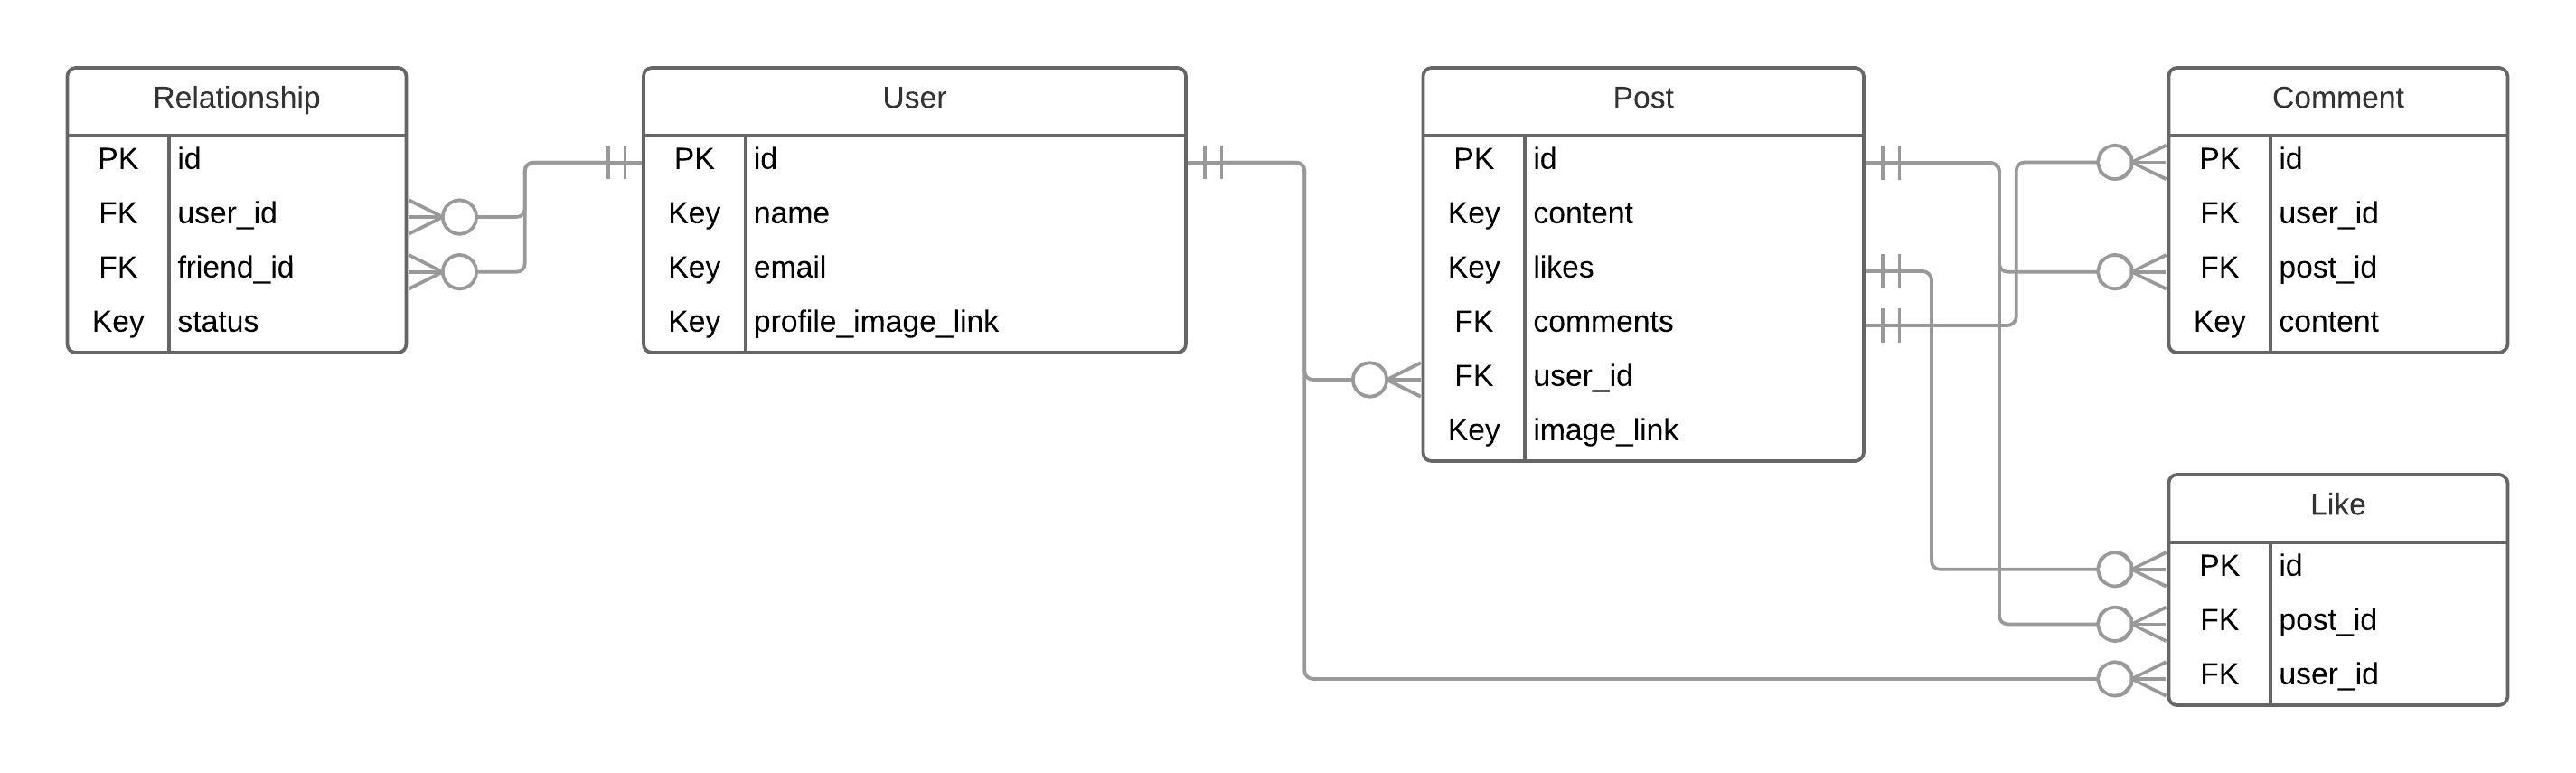 Relationship
PK id
FK user_id
FK friend_id
Key status
User
PK id
Key name
Key email
Key profile_image_link
Post
PK id
Key content
Key likes
FK comments
FK user_id
Key image_link
Comment
PK id
FK user_id
FK post_id
Key content
Like
PK id
FK post_id
FK user_id